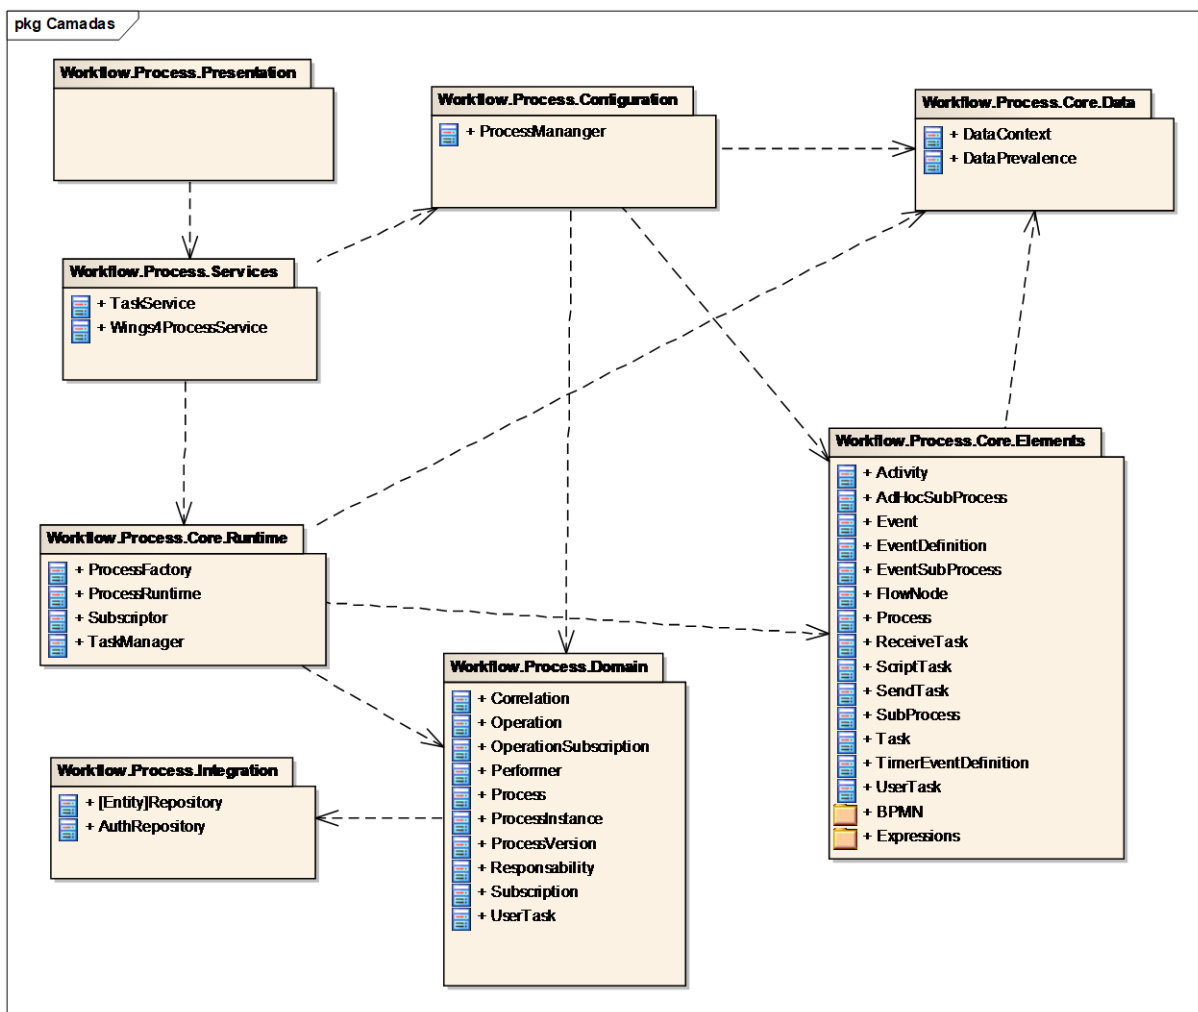 pkg Camadas
Workflow.Process.Presentation
Workflow.Process.Configuration
+ ProcessMananger
Workflow.Process.Core.Data
+ DataContext
+ DataPrevalence
Workflow.Process.Services
+ TaskService
+ Wings4ProcessService
Workflow.Process.Core.Elements
+ Activity
+ AdHocSubProcess
+ Event
+ EventDefinition
+ EventSubProcess
+ FlowNode
+ Process
+ ReceiveTask
+ ScriptTask
+ SendTask
+ SubProcess
+ Task
+ TimerEventDefinition
+ UserTask
+ BPMN
+ Expressions
Workflow.Process.Core.Runtime
+ ProcessFactory
+ ProcessRuntime
+ Subscriptor
+ TaskManager
Workflow.Process.Domain
+ Correlation
+ Operation
+ OperationSubscription
+ Performer
+ Process
+ ProcessInstance
+ ProcessVersion
+ Responsability
+ Subscription
+ UserTask
Workflow.Process.Integration
+ [Entity]Repository
+ AuthRepository